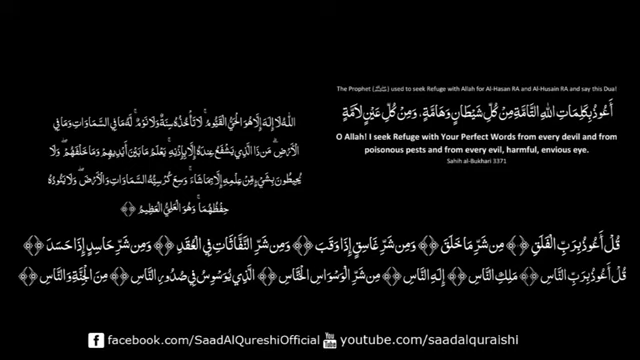 The Prophet (ﷺ) used to seek Refuge with Allah for Al-Hasan RA and Al-Husain RA and say this Dua!
أَعُوذُ بِكَلِمَاتِ اللّٰهِ التَّامَّةِ مِنْ كُلِّ شَيْطَانٍ وَهَامَّةٍ، وَمِنْ كُلِّ عَيْنٍ لَامَّةٍ
O Allah! I seek Refuge with Your Perfect Words from every devil and from
poisonous pests and from every evil, harmful, envious eye.
Sahih al-Bukhari 3371
اللّٰهُ لَا إِلَٰهَ إِلَّا هُوَ الْحَيُّ الْقَيُّومُ ۚ لَا تَأْخُذُهُ سِنَةٌ وَلَا نَوْمٌ ۚ لَهُ مَا فِي السَّمَاوَاتِ وَمَا فِي
الْأَرْضِ ۗ مَنْ ذَا الَّذِي يَشْفَعُ عِنْدَهُ إِلَّا بِإِذْنِهِ ۚ يَعْلَمُ مَا بَيْنَ أَيْدِيهِمْ وَمَا خَلْفَهُمْ ۖ وَلَا
يُحِيطُونَ بِشَيْءٍ مِنْ عِلْمِهِ إِلَّا بِمَا شَاءَ ۚ وَسِعَ كُرْسِيُّهُ السَّمَاوَاتِ وَالْأَرْضَ ۖ وَلَا يَئُودُهُ
حِفْظُهُمَا ۚ وَهُوَ الْعَلِيُّ الْعَظِيمُ
قُلْ أَعُوذُ بِرَبِّ الْفَلَقِ مِنْ شَرِّ مَا خَلَقَ وَمِنْ شَرِّ غَاسِقٍ إِذَا وَقَبَ وَمِنْ شَرِّ النَّفَّاثَاتِ فِي الْعُقَدِ وَمِنْ شَرِّ حَاسِدٍ إِذَا حَسَدَ
قُلْ أَعُوذُ بِرَبِّ النَّاسِ مَلِكِ النَّاسِ إِلَٰهِ النَّاسِ مِنْ شَرِّ الْوَسْوَاسِ الْخَنَّاسِ الَّذِي يُوَسْوِسُ فِي صُدُورِ النَّاسِ مِنَ الْجِنَّةِ وَالنَّاسِ
facebook.com/SaadAlQureshiOfficial You Tube youtube.com/saadalquraishi